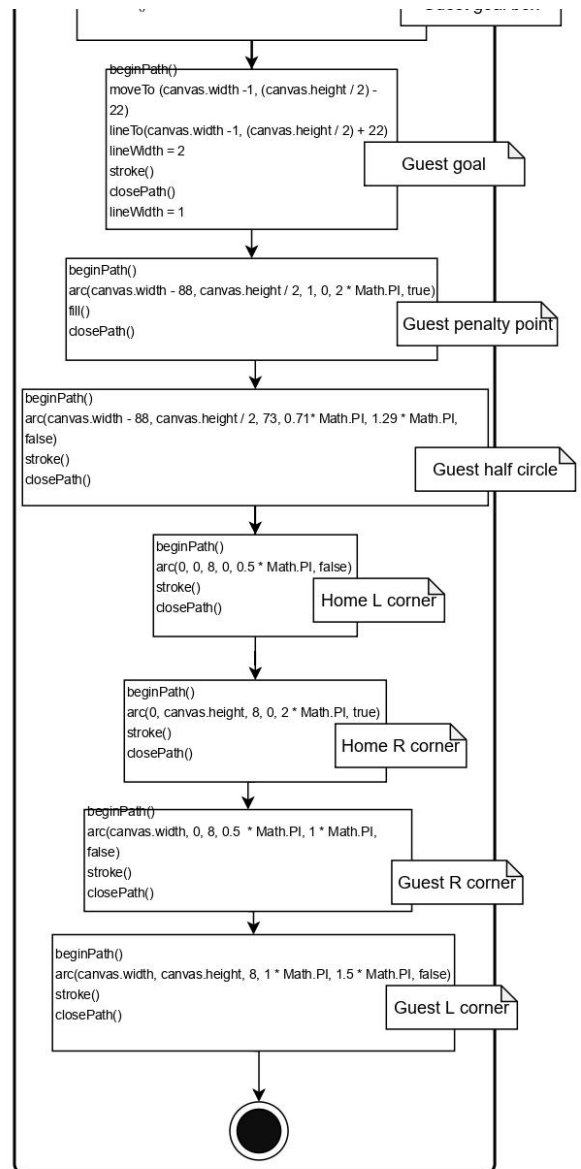 beginPath()
moveTo (canvas.width -1, (canvas.height / 2) -
22)
lineTo(canvas.width -1, (canvas.height / 2) + 22)
lineWidth = 2
stroke()
closePath()
lineWidth = 1
Guest goal
beginPath()
arc(canvas.width - 88, canvas.height / 2, 1, 0, 2 * Math.PI, true)
fill()
closePath()
Guest penalty point
beginPath()
arc(canvas.width - 88, canvas.height / 2, 73, 0.71* Math.PI, 1.29 * Math.PI,
false)
stroke()
closePath()
Guest half circle
beginPath()
arc(0, 0, 8, 0, 0.5 * Math.PI, false)
stroke()
closePath()
Home L corner
beginPath()
arc(0, canvas.height, 8, 0, 2 * Math.PI, true)
stroke()
closePath()
Home R corner
beginPath()
arc(canvas.width, 0, 8, 0.5 * Math.PI, 1 * Math.PI,
false)
stroke()
closePath()
Guest R corner
beginPath()
arc(canvas.width, canvas.height, 8, 1 * Math.PI, 1.5 * Math.PI, false)
stroke()
closePath()
Guest L corner